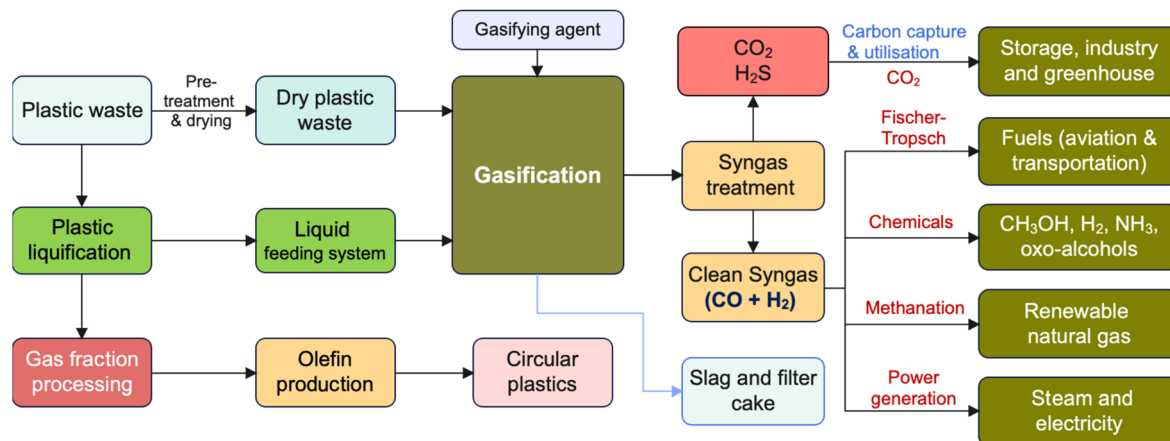 Gasifying agent
CO₂
H₂S
Carbon capture
& utilisation
CO₂
Storage, industry
and greenhouse
Plastic waste
Pre-
treatment
& drying
Dry plastic
waste
Gasification
Syngas
treatment
Fischer-
Tropsch
Fuels (aviation &
transportation)
Plastic
liquification
Liquid
feeding system
Clean Syngas
(CO + H₂)
Chemicals
CH₃OH, H₂, NH₃,
oxo-alcohols
Methanation
Renewable
natural gas
Gas fraction
processing
Olefin
production
Circular
plastics
Slag and filter
cake
Power
generation
Steam and
electricity